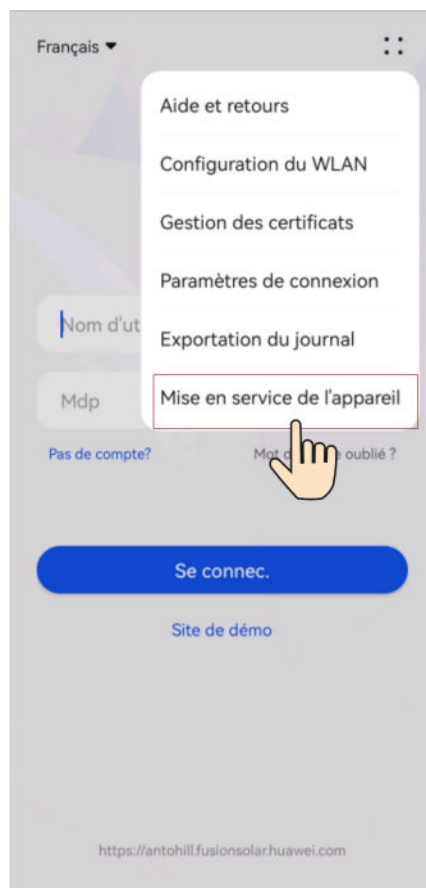 Français
Aide et retours
Configuration du WLAN
Gestion des certificats
Paramètres de connexion
Nom d'ut
Exportation du journal
Mdp
Mise en service de l'appareil
Pas de compte?
Mot d e oublié ?
Se connec.
Site de démo
https://antohill.fusionsolar.huawei.com